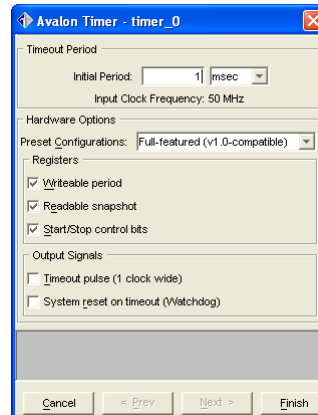 Avalon Timer - timer_0
Timeout Period
Initial Period: 1 msec
Input Clock Frequency: 50 MHz
Hardware Options
Preset Configurations: Full-featured (v1.0-compatible)
Registers
Writeable period
Readable snapshot
Start/Stop control bits
Output Signals
Timeout pulse (1 clock wide)
System reset on timeout (Watchdog)
Cancel < Prev Next > Finish